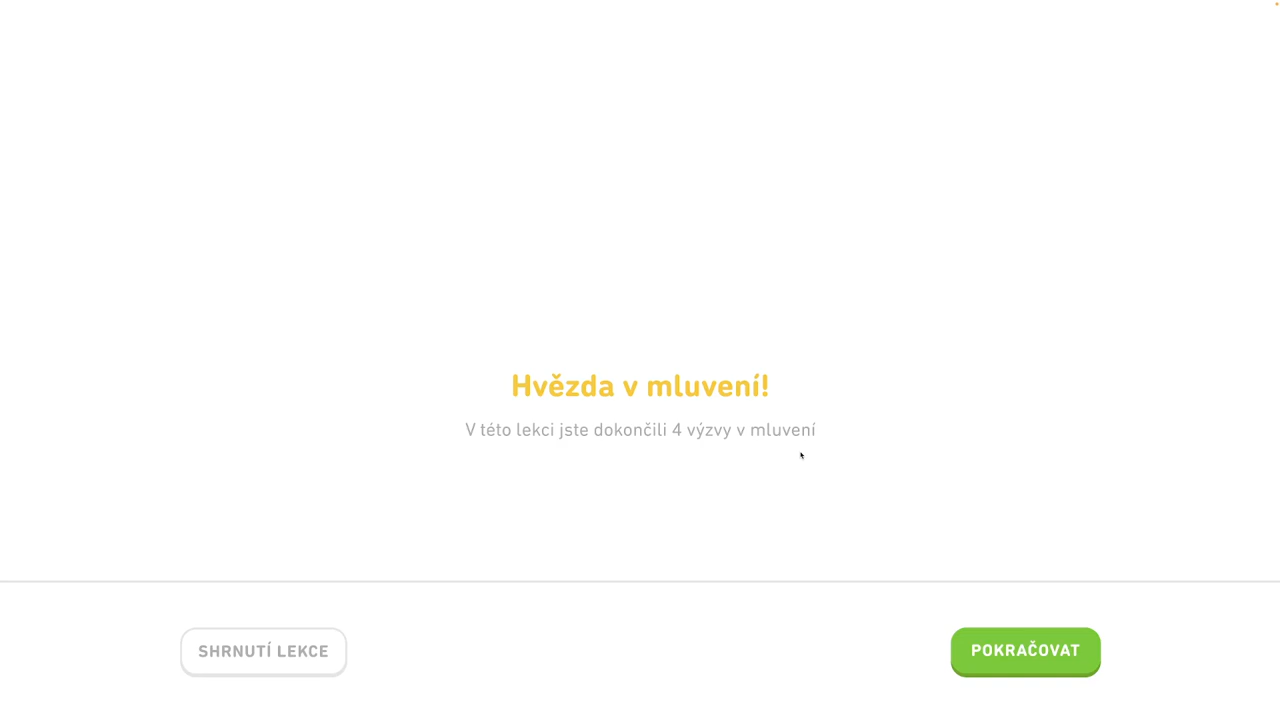 Hvězda v mluvení!
V této lekci jste dokončili 4 výzvy v mluvení
SHRNUTÍ LEKCE
POKRAČOVAT